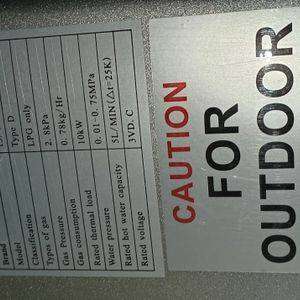 Brand
Model
Classification Type D
Types of gas LPG only
Gas Pressure 2.8kPa
Gas consumption 0.78kg/Hr
Rated thermal load 10kW
Water pressure 0.01-0.75MPa
Rated hot water capacity 5L/MIN(△t=25K)
Rated voltage 3VD.C
CAUTION
FOR
OUTDOOR